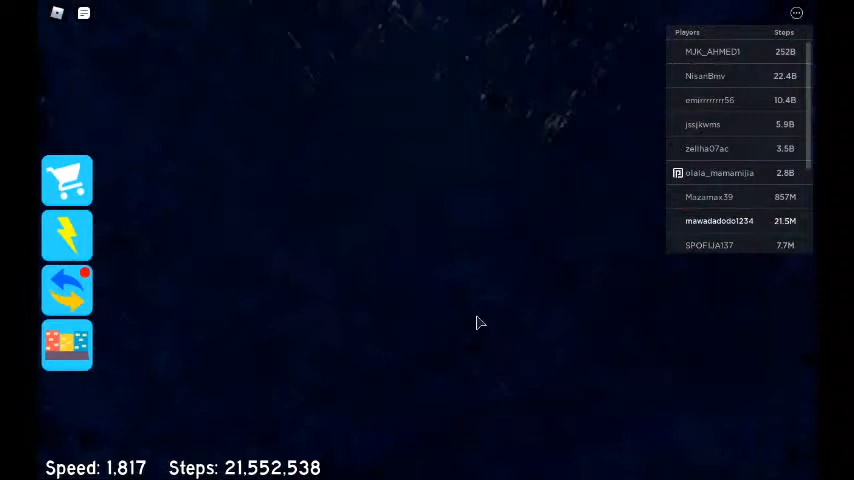 Players Steps
MJK_AHMED1 252B
NisanBmv 22.4B
emirrrrrrr56 10.4B
jssjkwms 5.9B
zeliha07ac 3.5B
olala_mamamijia 2.8B
Mazamax39 857M
mawadadodo1234 21.5M
SPOFIJA137 7.7M
Speed: 1,817 Steps: 21,552,538